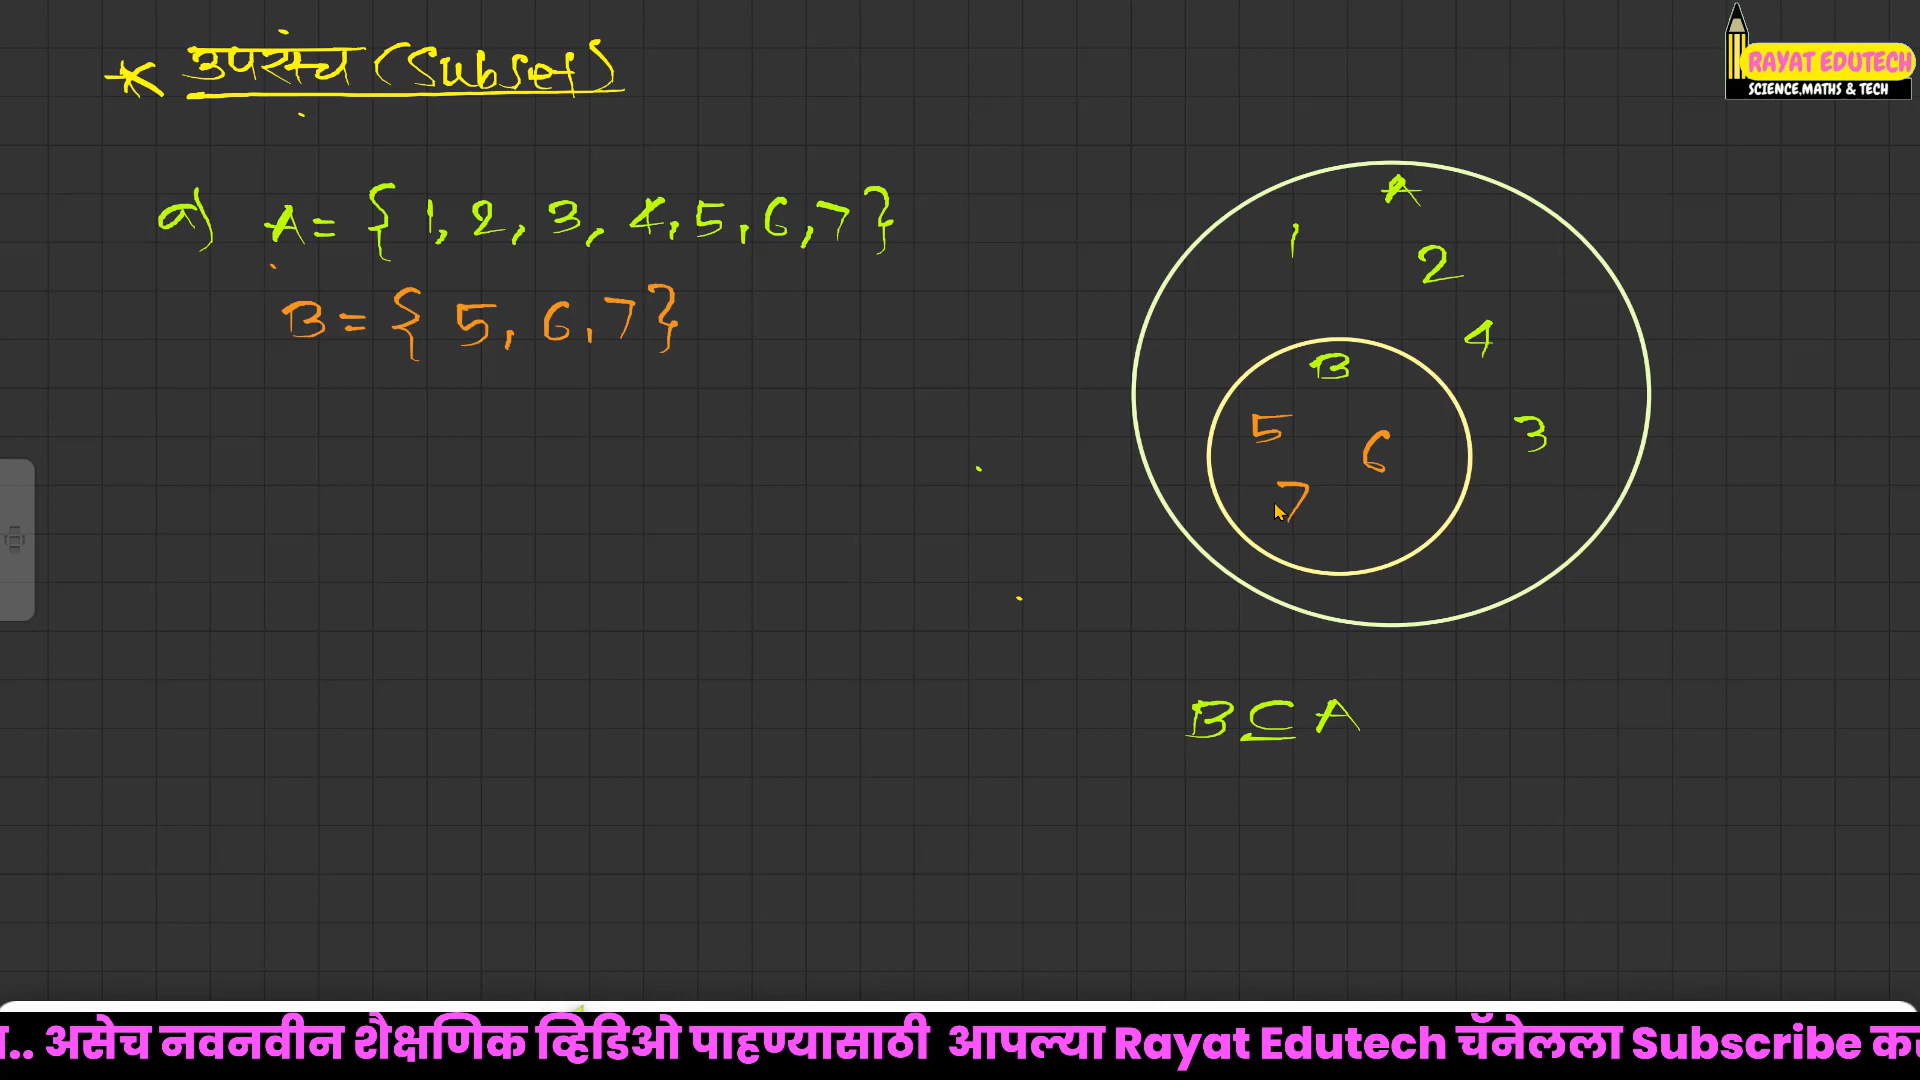 * उपसंच (Subset)
RAYAT EDUTECH
SCIENCE,MATHS & TECH
a) A = { 1, 2, 3, 4, 5, 6, 7 }
B = { 5, 6, 7 }
A
1
2
4
B
5
6
3
7
B ⊆ A
.. असेच नवनवीन शैक्षणिक व्हिडिओ पाहण्यासाठी आपल्या Rayat Edutech चॅनेलला Subscribe